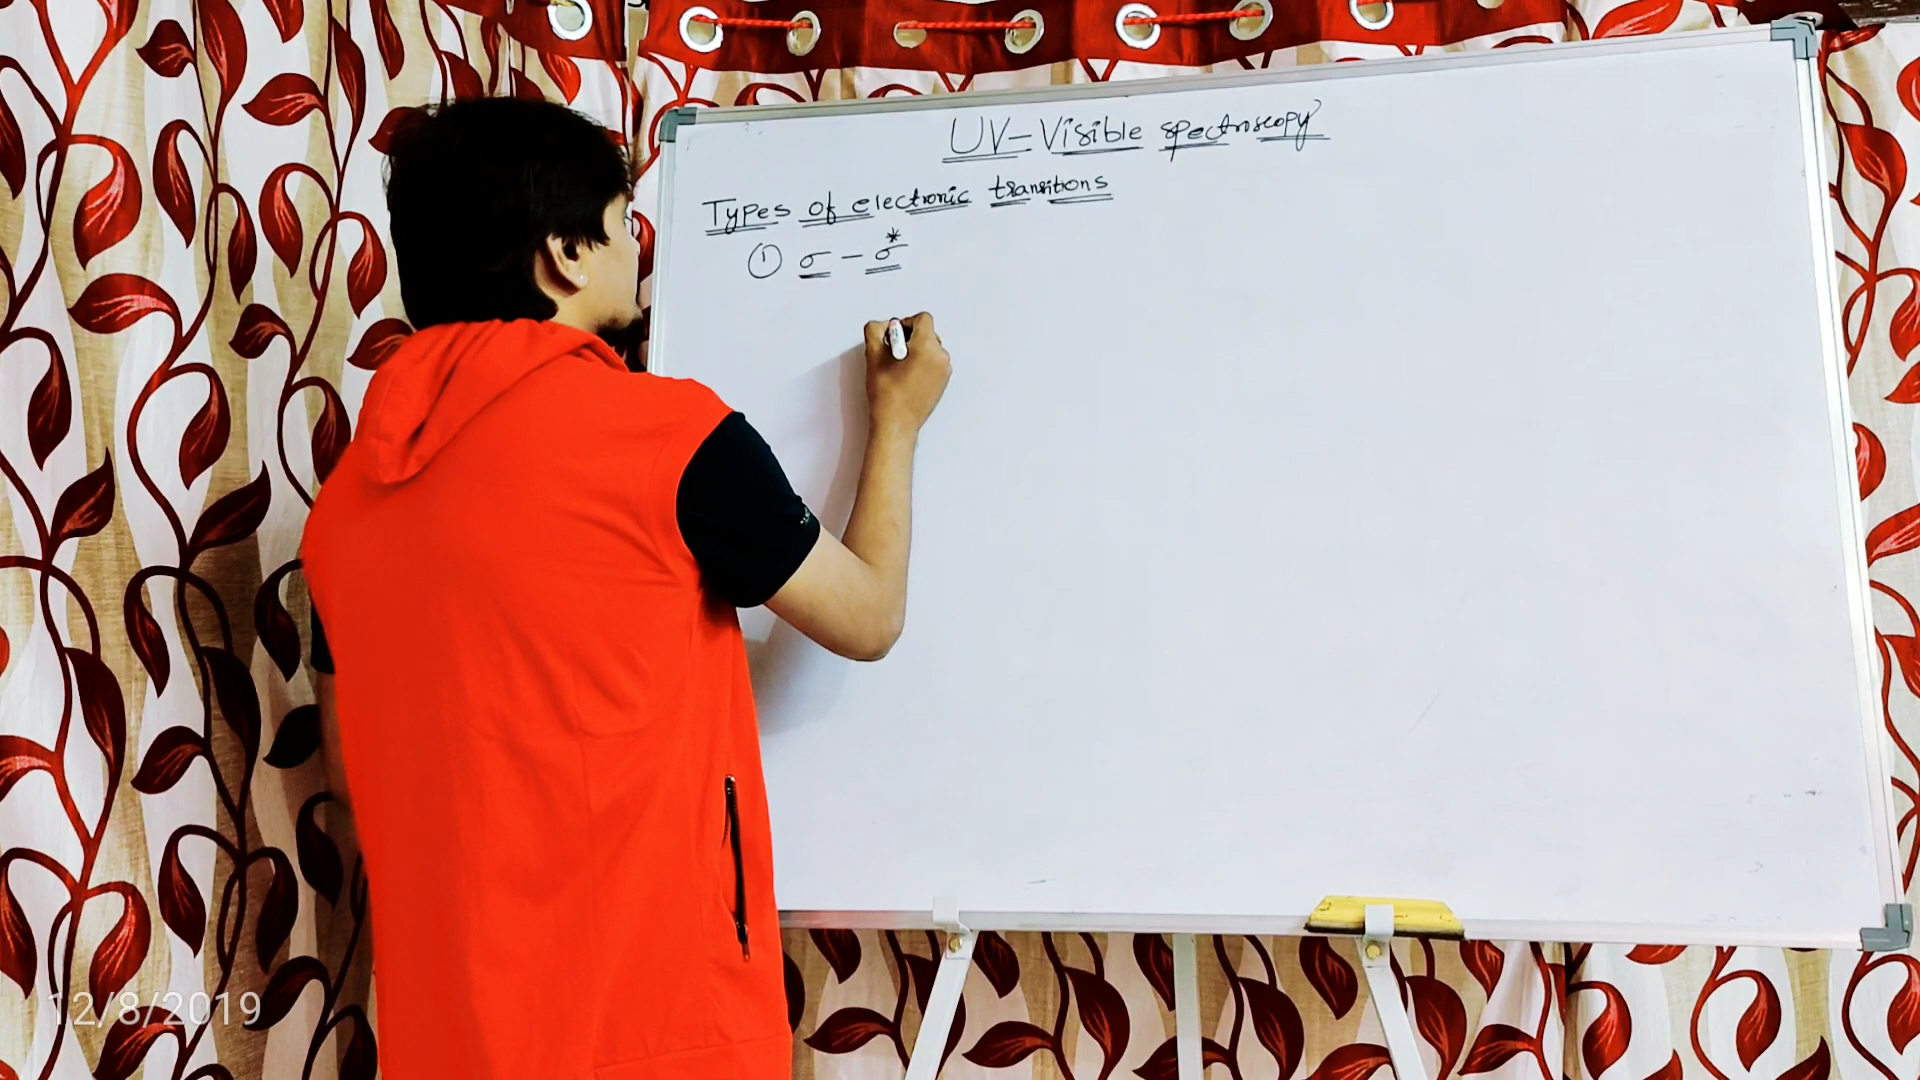 UV-Visible spectroscopy
Types of electronic transitions
① σ - σ*
12/8/2019